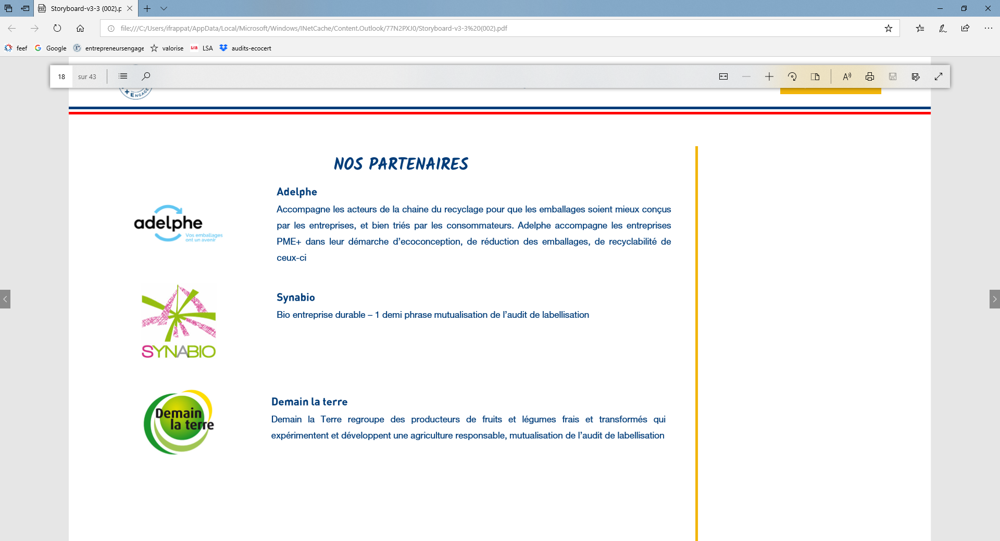 Storyboard-v3-3 (002).p
file:///C:/Users/ifrappat/AppData/Local/Microsoft/Windows/INetCache/Content.Outlook/77N2PXJ0/Storyboard-v3-3%20(002).pdf
feef Google entrepreneursengage valorise LSA audits-ecocert
18 sur 43
+ ENGAGE
NOS PARTENAIRES
Adelphe
Accompagne les acteurs de la chaine du recyclage pour que les emballages soient mieux conçus
par les entreprises, et bien triés par les consommateurs. Adelphe accompagne les entreprises
PME+ dans leur démarche d’ecoconception, de réduction des emballages, de recyclabilité de
ceux-ci
adelphe
Vos emballages
ont un avenir
Synabio
Bio entreprise durable – 1 demi phrase mutualisation de l’audit de labellisation
SYNABIO
Demain la terre
Demain la Terre regroupe des producteurs de fruits et légumes frais et transformés qui
expérimentent et développent une agriculture responsable, mutualisation de l’audit de labellisation
Demain
la terre